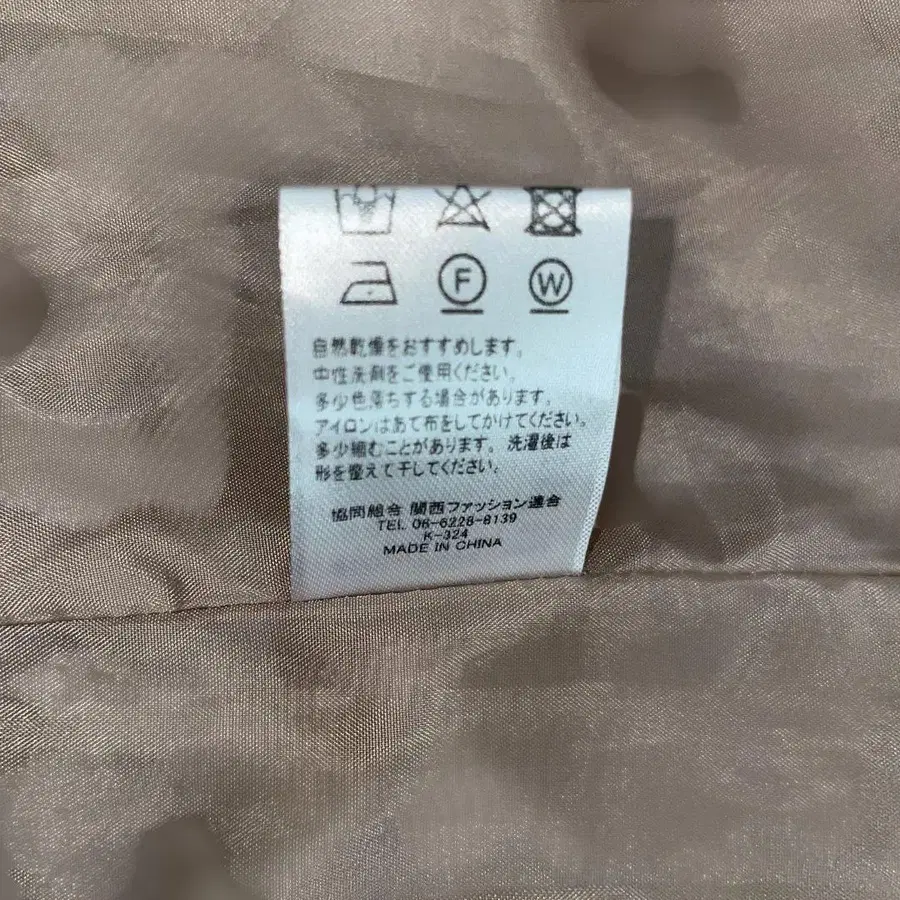 F W
自然乾燥をおすすめします。
中性洗剤をご使用ください。
多少色落ちする場合があります。
アイロンはあて布をしてかけてください。
多少縮むことがあります。洗濯後は
形を整えて干してください。
協同組合 関西ファッション連合
TEL 06-6228-8139
K-324
MADE IN CHINA